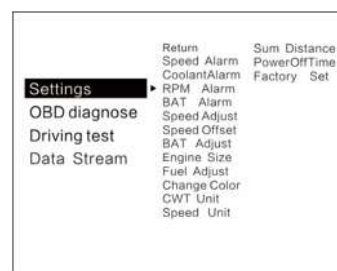 Settings
OBD diagnose
Driving test
Data Stream
Return
Speed Alarm
CoolantAlarm
RPM Alarm
BAT Alarm
Speed Adjust
Speed Offset
BAT Adjust
Engine Size
Fuel Adjust
Change Color
CWT Unit
Speed Unit
Sum Distance
PowerOffTime
Factory Set